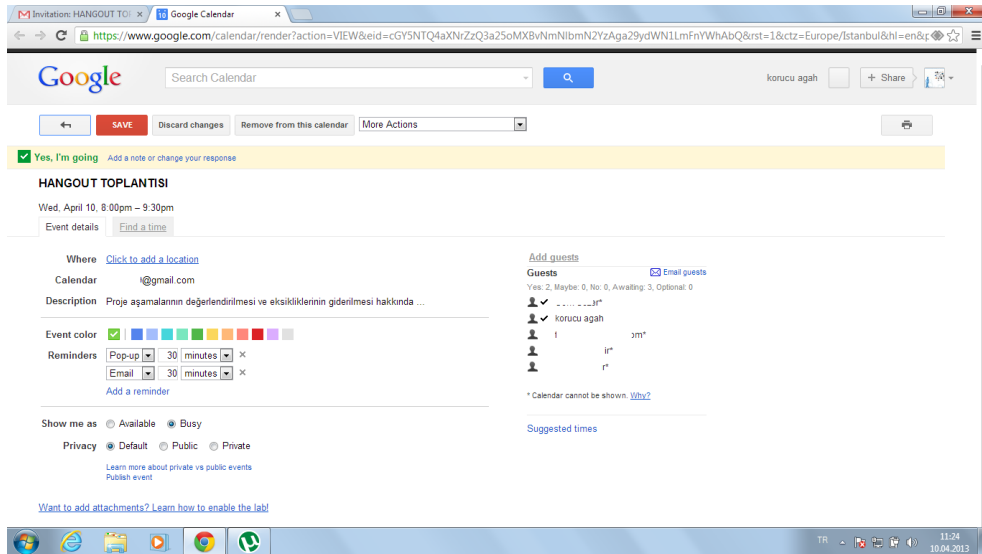 Invitation: HANGOUT TOI × 10 Google Calendar ×
https://www.google.com/calendar/render?action=VIEW&eid=cGY5NTQ4aXNrZzQ3a25oMXBvNmNlbmN2YzAga29ydWN1LmFnYWhAbQ&rst=1&ctz=Europe/Istanbul&hl=en&p
Google Search Calendar korucu agah + Share
SAVE Discard changes Remove from this calendar More Actions
Yes, I'm going Add a note or change your response
HANGOUT TOPLANTISI
Wed, April 10, 8:00pm – 9:30pm
Event details Find a time
Where Click to add a location
Calendar @gmail.com
Description Proje aşamalarının değerlendirilmesi ve eksikliklerinin giderilmesi hakkında ...
Event color
Reminders Pop-up 30 minutes ×
Email 30 minutes ×
Add a reminder
Show me as Available Busy
Privacy Default Public Private
Learn more about private vs public events
Publish event
Want to add attachments? Learn how to enable the lab!
Add guests
Guests Email guests
Yes: 2, Maybe: 0, No: 0, Awaiting: 3, Optional: 0
korucu agah
* Calendar cannot be shown. Why?
Suggested times
TR 11:24
10.04.2013